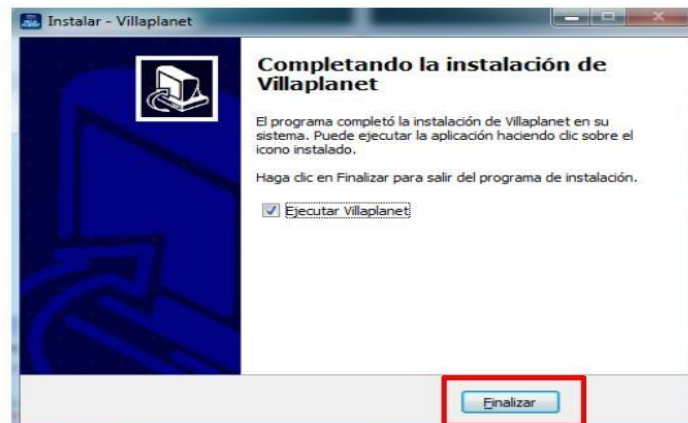 Instalar - Villaplanet
Completando la instalación de
Villaplanet
El programa completó la instalación de Villaplanet en su
sistema. Puede ejecutar la aplicación haciendo clic sobre el
icono instalado.
Haga clic en Finalizar para salir del programa de instalación.
Ejecutar Villaplanet
Finalizar